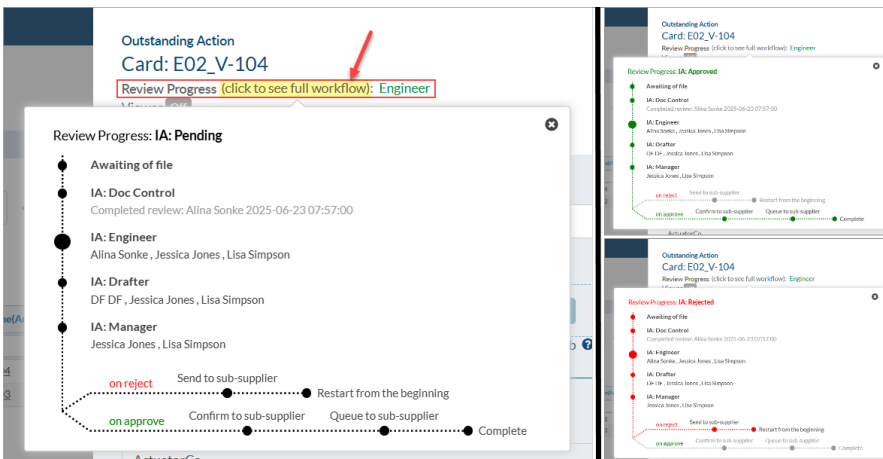 Outstanding Action
Card: E02_V-104
Review Progress (click to see full workflow): Engineer
Viewer Off
Review Progress: IA: Pending
Awaiting of file
IA: Doc Control
Completed review: Alina Sonke 2025-06-23 07:57:00
IA: Engineer
Alina Sonke , Jessica Jones , Lisa Simpson
IA: Drafter
DF DF , Jessica Jones , Lisa Simpson
IA: Manager
Jessica Jones , Lisa Simpson
on reject
Send to sub-supplier
Restart from the beginning
on approve
Confirm to sub-supplier
Queue to sub-supplier
Complete
ActuatorCo
Outstanding Action
Card: E02_V-104
Review Progress (click to see full workflow): Engineer
Review Progress: IA: Approved
Awaiting of file
IA: Doc Control
Completed review: Alina Sonke 2025-06-23 07:57:00
IA: Engineer
Alina Sonke , Jessica Jones , Lisa Simpson
IA: Drafter
DF DF , Jessica Jones , Lisa Simpson
IA: Manager
Jessica Jones , Lisa Simpson
on reject
Send to sub-supplier
Restart from the beginning
on approve
Confirm to sub-supplier
Queue to sub-supplier
Complete
ActuatorCo
Outstanding Action
Card: E02_V-104
Review Progress (click to see full workflow): Engineer
Review Progress: IA: Rejected
Awaiting of file
IA: Doc Control
Completed review: Alina Sonke 2025-06-23 07:57:00
IA: Engineer
Alina Sonke , Jessica Jones , Lisa Simpson
IA: Drafter
DF DF , Jessica Jones , Lisa Simpson
IA: Manager
Jessica Jones , Lisa Simpson
on reject
Send to sub-supplier
Restart from the beginning
on approve
Confirm to sub-supplier
Queue to sub-supplier
Complete